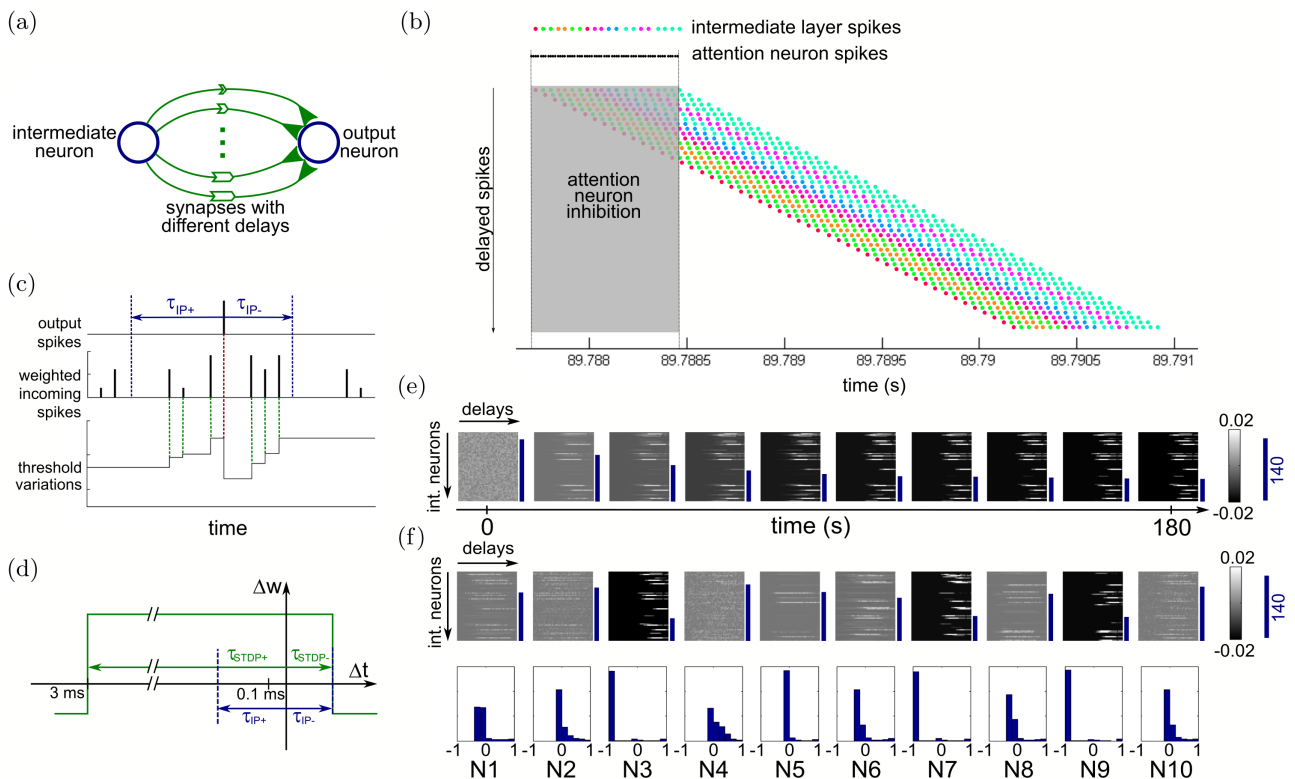 (a)
intermediate
neuron
output
neuron
synapses with
different delays
(b)
intermediate layer spikes
attention neuron spikes
delayed spikes
attention
neuron
inhibition
89.788 89.7885 89.789 89.7895 89.79 89.7905 89.791
time (s)
(c)
τIP+ τIP-
output
spikes
weighted
incoming
spikes
threshold
variations
time
(d)
Δw
τSTDP+ τSTDP-
Δt
3 ms
0.1 ms
τIP+ τIP-
(e)
delays
int. neurons
0.02
-0.02
140
0 time (s) 180
(f)
delays
int. neurons
0.02
-0.02
140
-1 0 1 -1 0 1 -1 0 1 -1 0 1 -1 0 1 -1 0 1 -1 0 1 -1 0 1 -1 0 1 -1 0 1
N1 N2 N3 N4 N5 N6 N7 N8 N9 N10